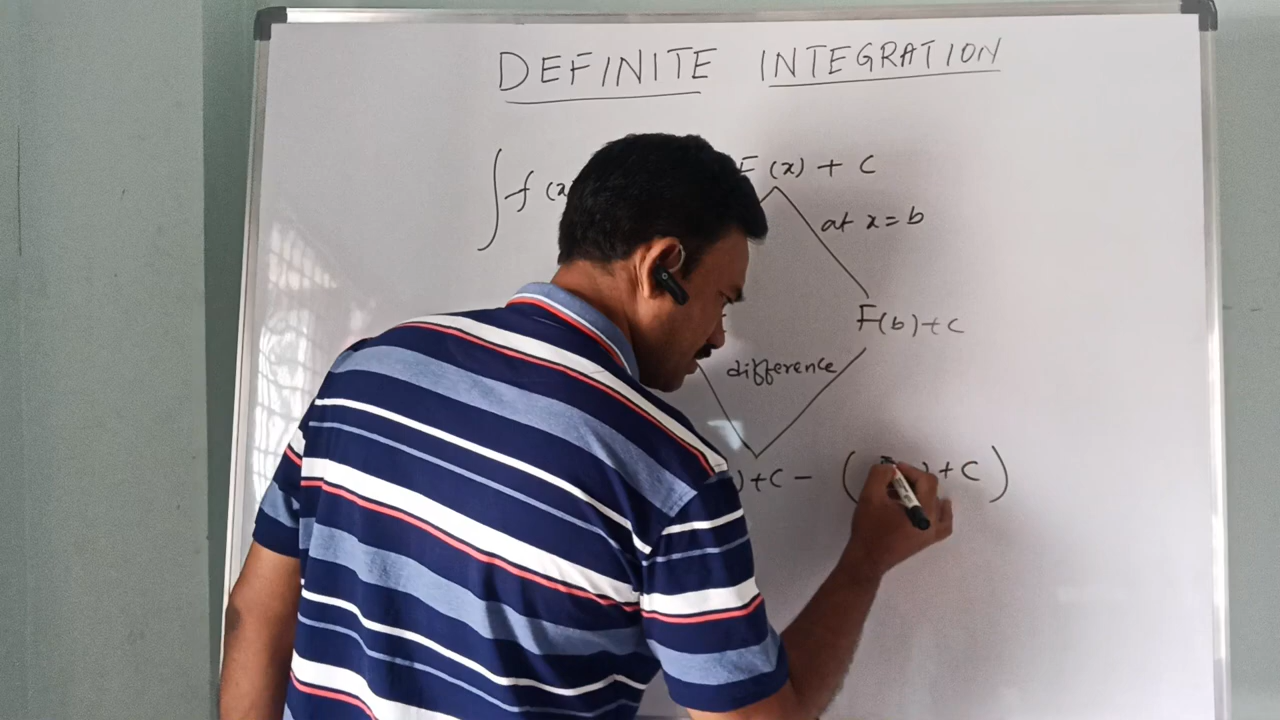 DEFINITE INTEGRATION
∫ f (x F (x) + C
at x = b
F(b) + C
difference
) + C - ( ) + C )